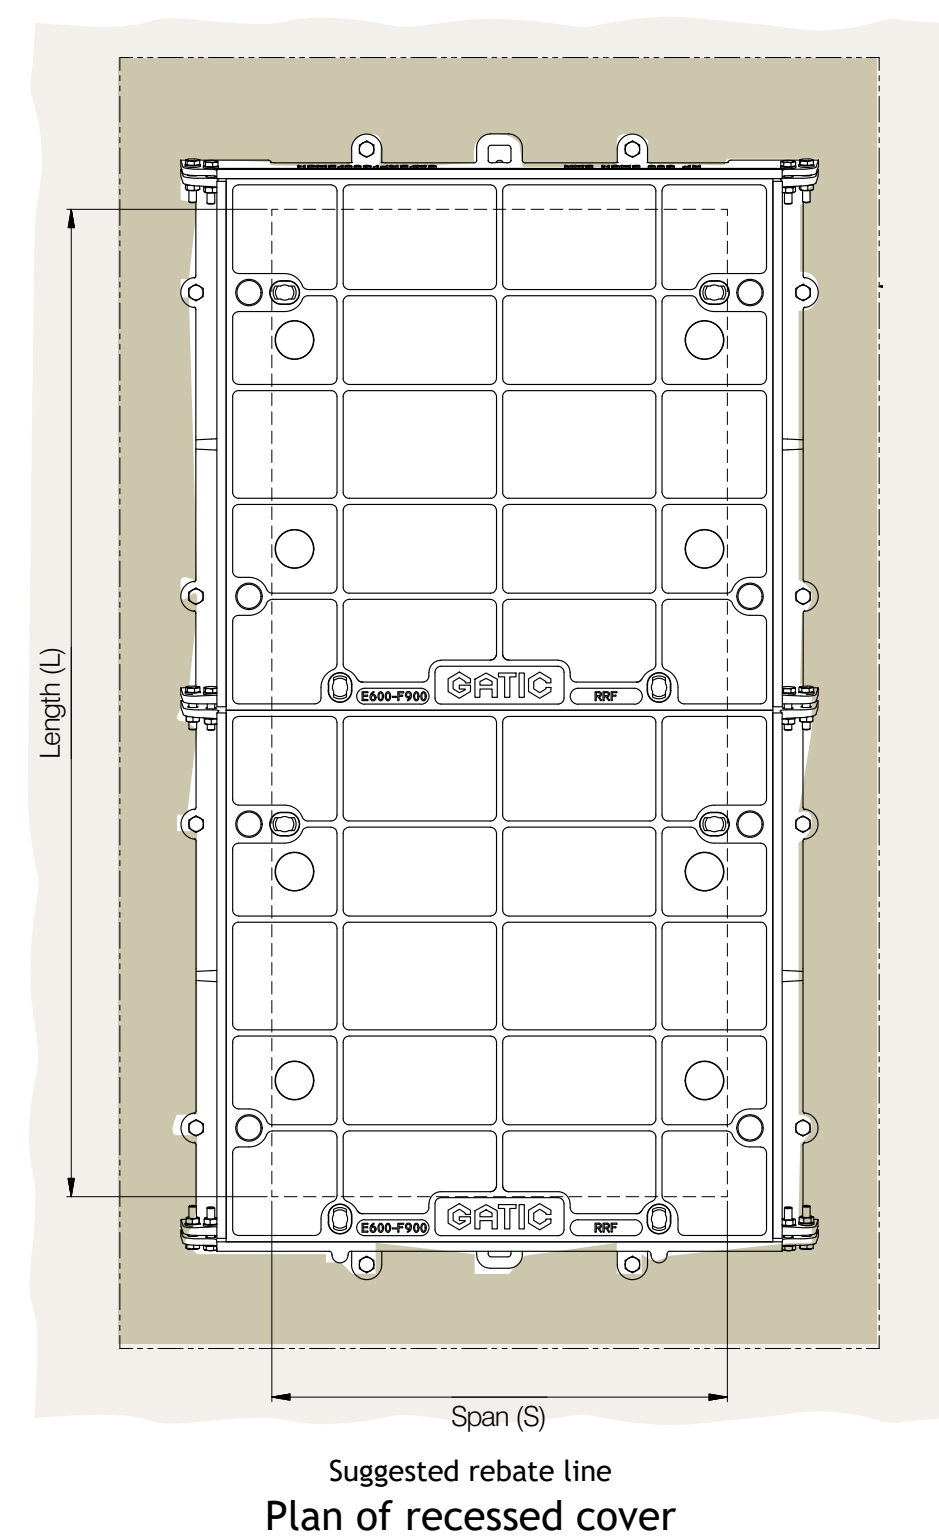 Length (L)
GATIC
E600-F900
RRF
GATIC
E600-F900
RRF
Span (S)
Suggested rebate line
Plan of recessed cover